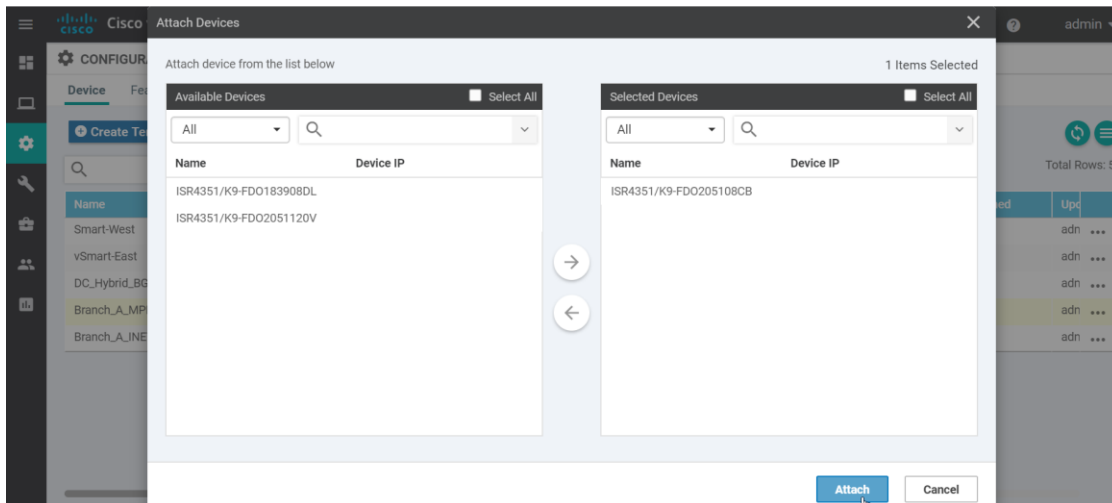 cisco Cisco
Attach Devices
admin
CONFIGUR
Attach device from the list below
1 Items Selected
Device Fea
Available Devices
Select All
Selected Devices
Select All
Create Te
All
All
Name Device IP
Name Device IP
Total Rows: 5
ISR4351/K9-FDO183908DL
ISR4351/K9-FDO205108CB
ISR4351/K9-FDO2051120V
Name
ned Upd
Smart-West
adn
vSmart-East
adn
DC_Hybrid_BG
adn
Branch_A_MP
adn
Branch_A_INE
adn
Attach
Cancel